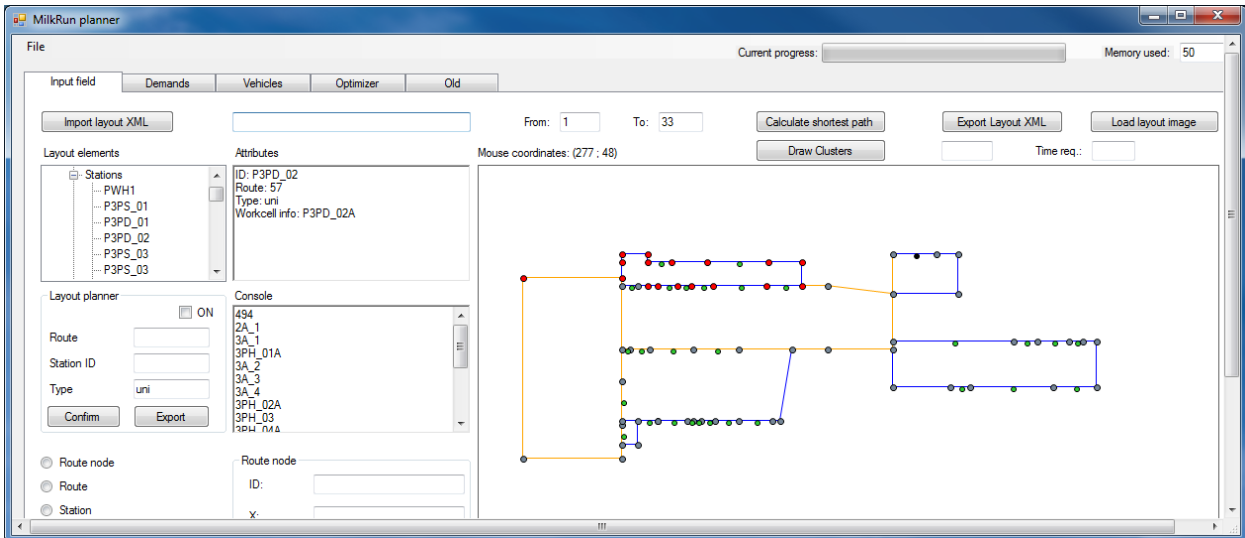 MilkRun planner
File
Current progress:
Memory used: 50
Input field Demands Vehicles Optimizer Old
Import layout XML
From: 1 To: 33
Calculate shortest path
Export Layout XML
Load layout image
Draw Clusters
Time req.:
Layout elements
Stations
PWH1
P3PS_01
P3PD_01
P3PD_02
P3PS_03
P3PS_03
Attributes
ID: P3PD_02
Route: 57
Type: uni
Workcell info: P3PD_02A
Mouse coordinates: (277 ; 48)
Layout planner
ON
Route
Station ID
Type uni
Confirm Export
Console
494
2A_1
3A_1
3PH_01A
3A_2
3A_3
3A_4
3PH_02A
3PH_03
3PH_04A
Route node
Route
Station
Route node
ID:
X: